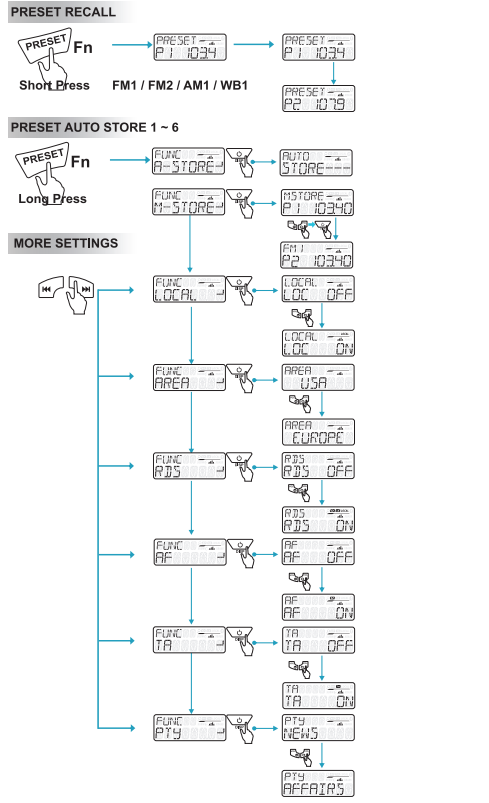 PRESET RECALL
PRESET Fn
PRESET
P1 103.4
PRESET
P1 103.4
Short Press
FM1 / FM2 / AM1 / WB1
PRESET
P2 107.9
PRESET AUTO STORE 1 ~ 6
PRESET Fn
FUNC
A-STORE
AUTO
STORE---
Long Press
FUNC
M-STORE
MSTORE
P1 103.40
MORE SETTINGS
FM1
P2 103.40
FUNC
LOCAL
LOCAL
LOC OFF
LOCAL
LOC ON
FUNC
AREA
AREA
USA
AREA
EUROPE
FUNC
RDS
RDS
RDS OFF
RDS
RDS ON
FUNC
AF
AF
AF OFF
AF
AF ON
FUNC
TA
TA
TA OFF
TA
TA ON
FUNC
PTY
PTY
NEWS
PTY
AFFAIRS